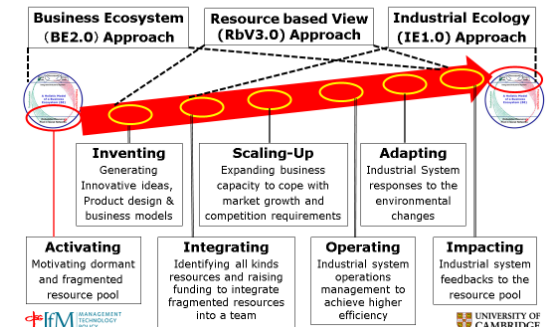 Business Ecosystem
(BE2.0) Approach
Resource based View
(RbV3.0) Approach
Industrial Ecology
(IE1.0) Approach
Inventing
Generating
Innovative ideas,
Product design &
business models
Scaling-Up
Expanding business
capacity to cope with
market growth and
competition requirements
Adapting
Industrial System
responses to the
environmental
changes
Activating
Motivating dormant
and fragmented
resource pool
Integrating
Identifying all kinds
resources and raising
funding to integrate
fragmented resources
into a team
Operating
Industrial system
operations
management to
achieve higher
efficiency
Impacting
Industrial system
feedbacks to the
resource pool
IfM
MANAGEMENT
TECHNOLOGY
POLICY
UNIVERSITY OF
CAMBRIDGE